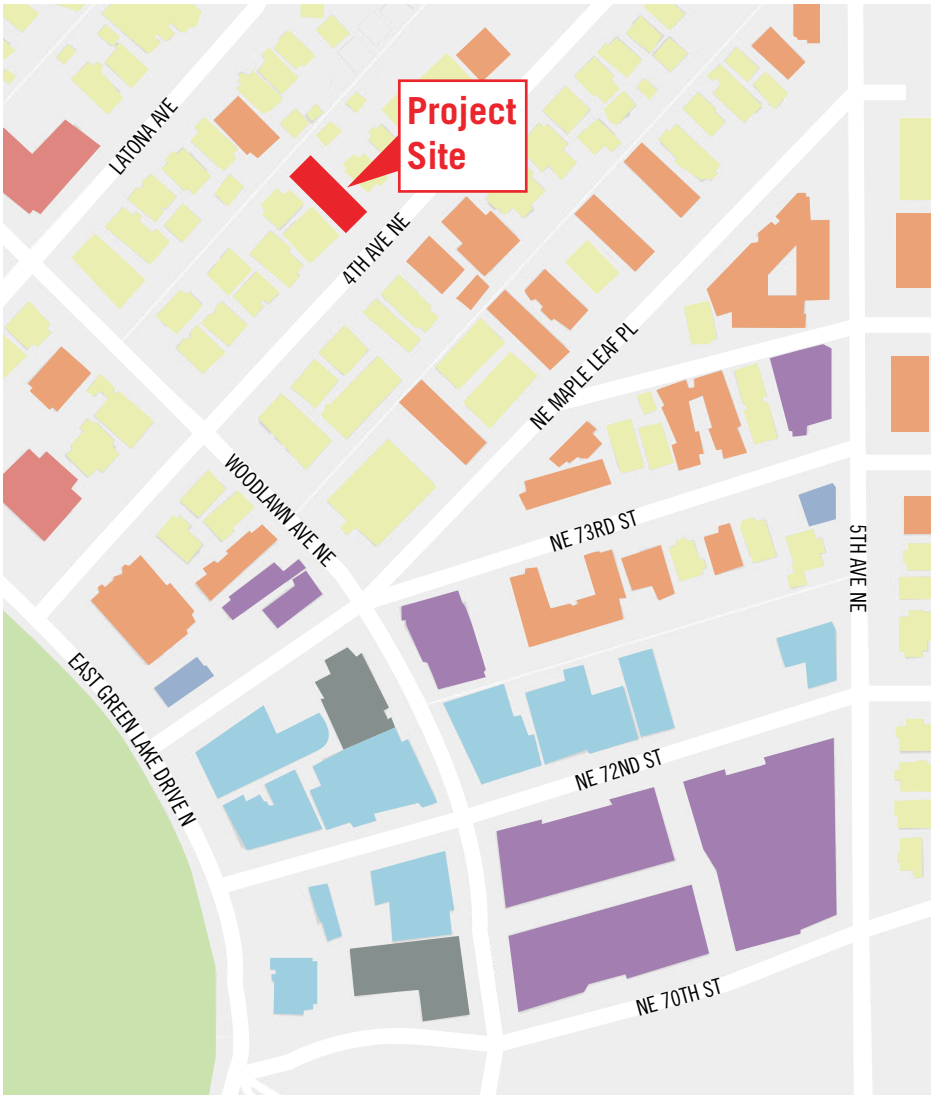 LATONA AVE
Project
Site
4TH AVE NE
NE MAPLE LEAF PL
WOODLAWN AVE NE
NE 73RD ST
5TH AVE NE
EAST GREEN LAKE DRIVE N
NE 72ND ST
NE 70TH ST